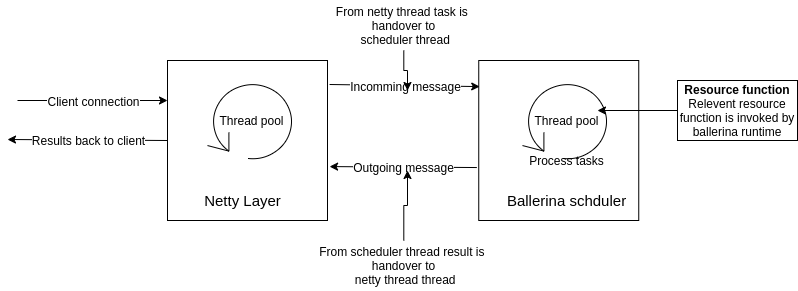 From netty thread task is
handover to
scheduler thread
Client connection
Results back to client
Thread pool
Netty Layer
Incomming message
Outgoing message
Thread pool
Process tasks
Ballerina schduler
Resource function
Relevent resource
function is invoked by
ballerina runtime
From scheduler thread result is
handover to
netty thread thread